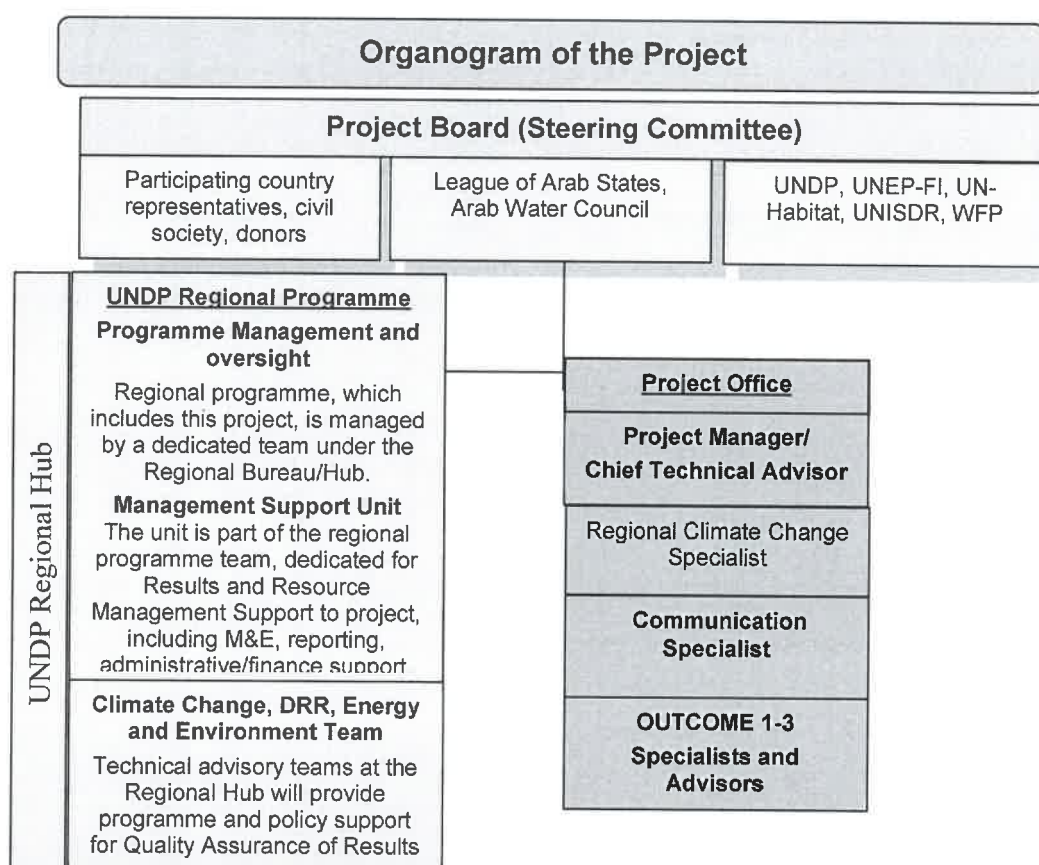 Organogram of the Project
Project Board (Steering Committee)
Participating country
representatives, civil
society, donors
League of Arab States,
Arab Water Council
UNDP, UNEP-FI, UN-
Habitat, UNISDR, WFP
UNDP Regional Hub
UNDP Regional Programme
Programme Management and
oversight
Regional programme, which
includes this project, is managed
by a dedicated team under the
Regional Bureau/Hub.
Management Support Unit
The unit is part of the regional
programme team, dedicated for
Results and Resource
Management Support to project,
including M&E, reporting,
administrative/finance support
Climate Change, DRR, Energy
and Environment Team
Technical advisory teams at the
Regional Hub will provide
programme and policy support
for Quality Assurance of Results
Project Office
Project Manager/
Chief Technical Advisor
Regional Climate Change
Specialist
Communication
Specialist
OUTCOME 1-3
Specialists and
Advisors